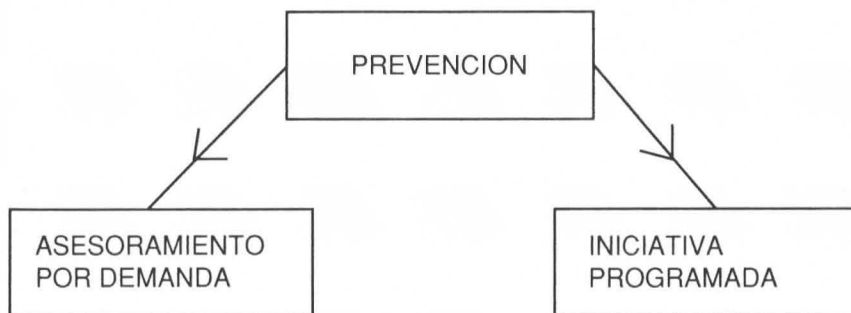 PREVENCION
ASESORAMIENTO
POR DEMANDA
INICIATIVA
PROGRAMADA